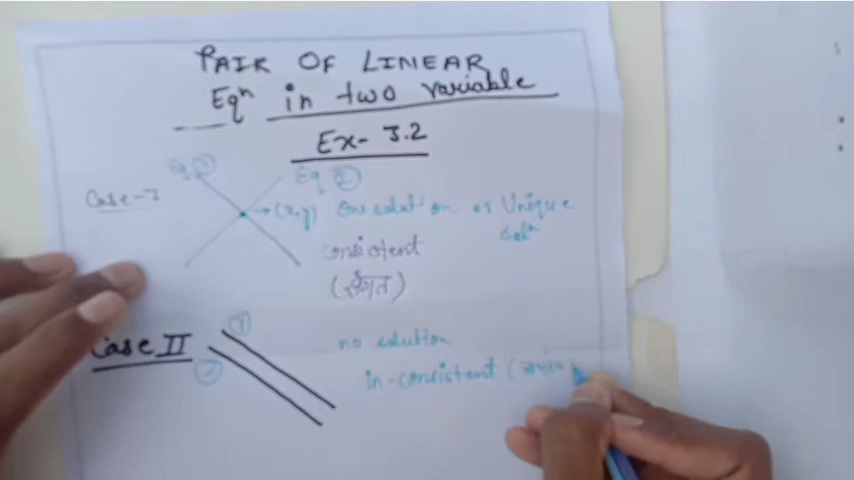 PAIR OF LINEAR
Eqn in two variable
Ex- 3.2
Case-I
Eq ①
Eq ②
→(x,y) One solution or Unique
Soln
consistent
(संगत)
Case II
①
②
no solution
in-consistent (